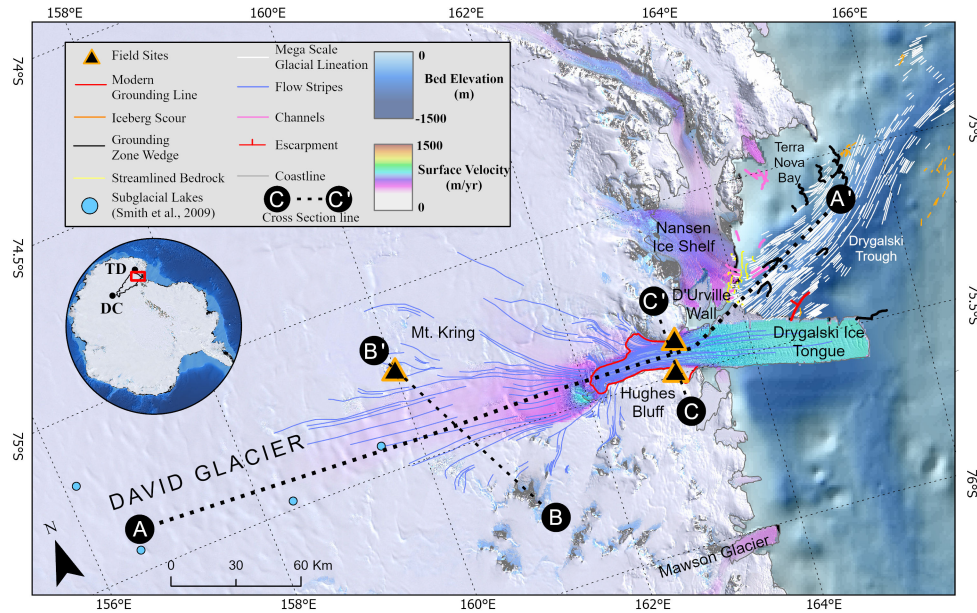 158°E
160°E
162°E
164°E
166°E
74°S
74.5°S
75°S
75°S
75.5°S
76°S
156°E
158°E
160°E
162°E
164°E
Field Sites
Modern
Grounding Line
Iceberg Scour
Grounding
Zone Wedge
Streamlined Bedrock
Subglacial Lakes
(Smith et al., 2009)
Mega Scale
Glacial Lineation
Flow Stripes
Channels
Escarpment
Coastline
C
C'
Cross Section line
0
Bed Elevation
(m)
-1500
1500
Surface Velocity
(m/yr)
0
TD
DC
Terra
Nova
Bay
A'
Nansen
Ice Shelf
Drygalski
Trough
C'
D'Urville
Wall
Drygalski Ice
Tongue
Mt. Kring
B'
Hughes
Bluff
C
DAVID GLACIER
A
B
Mawson Glacier
N
0
30
60 Km